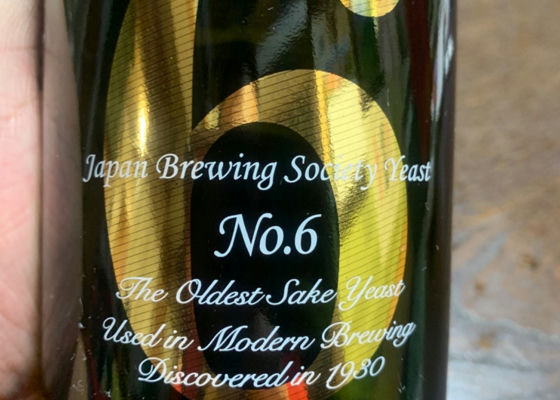 Japan Brewing Society Yeast
No.6
The Oldest Sake Yeast
Used in Modern Brewing
Discovered in 1930